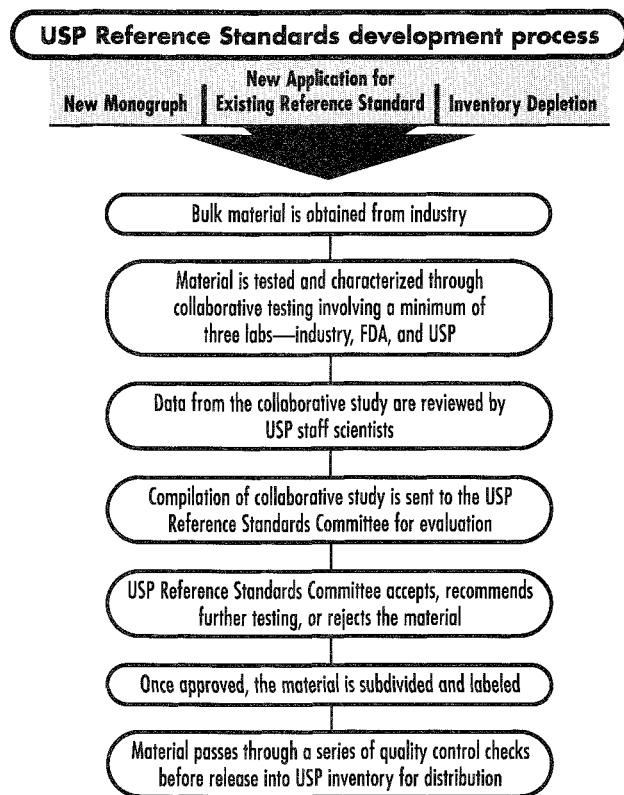 USP Reference Standards development process
New Application for
New Monograph Existing Reference Standard Inventory Depletion
Bulk material is obtained from industry
Material is tested and characterized through
collaborative testing involving a minimum of
three labs—industry, FDA, and USP
Data from the collaborative study are reviewed by
USP staff scientists
Compilation of collaborative study is sent to the USP
Reference Standards Committee for evaluation
USP Reference Standards Committee accepts, recommends
further testing, or rejects the material
Once approved, the material is subdivided and labeled
Material passes through a series of quality control checks
before release into USP inventory for distribution